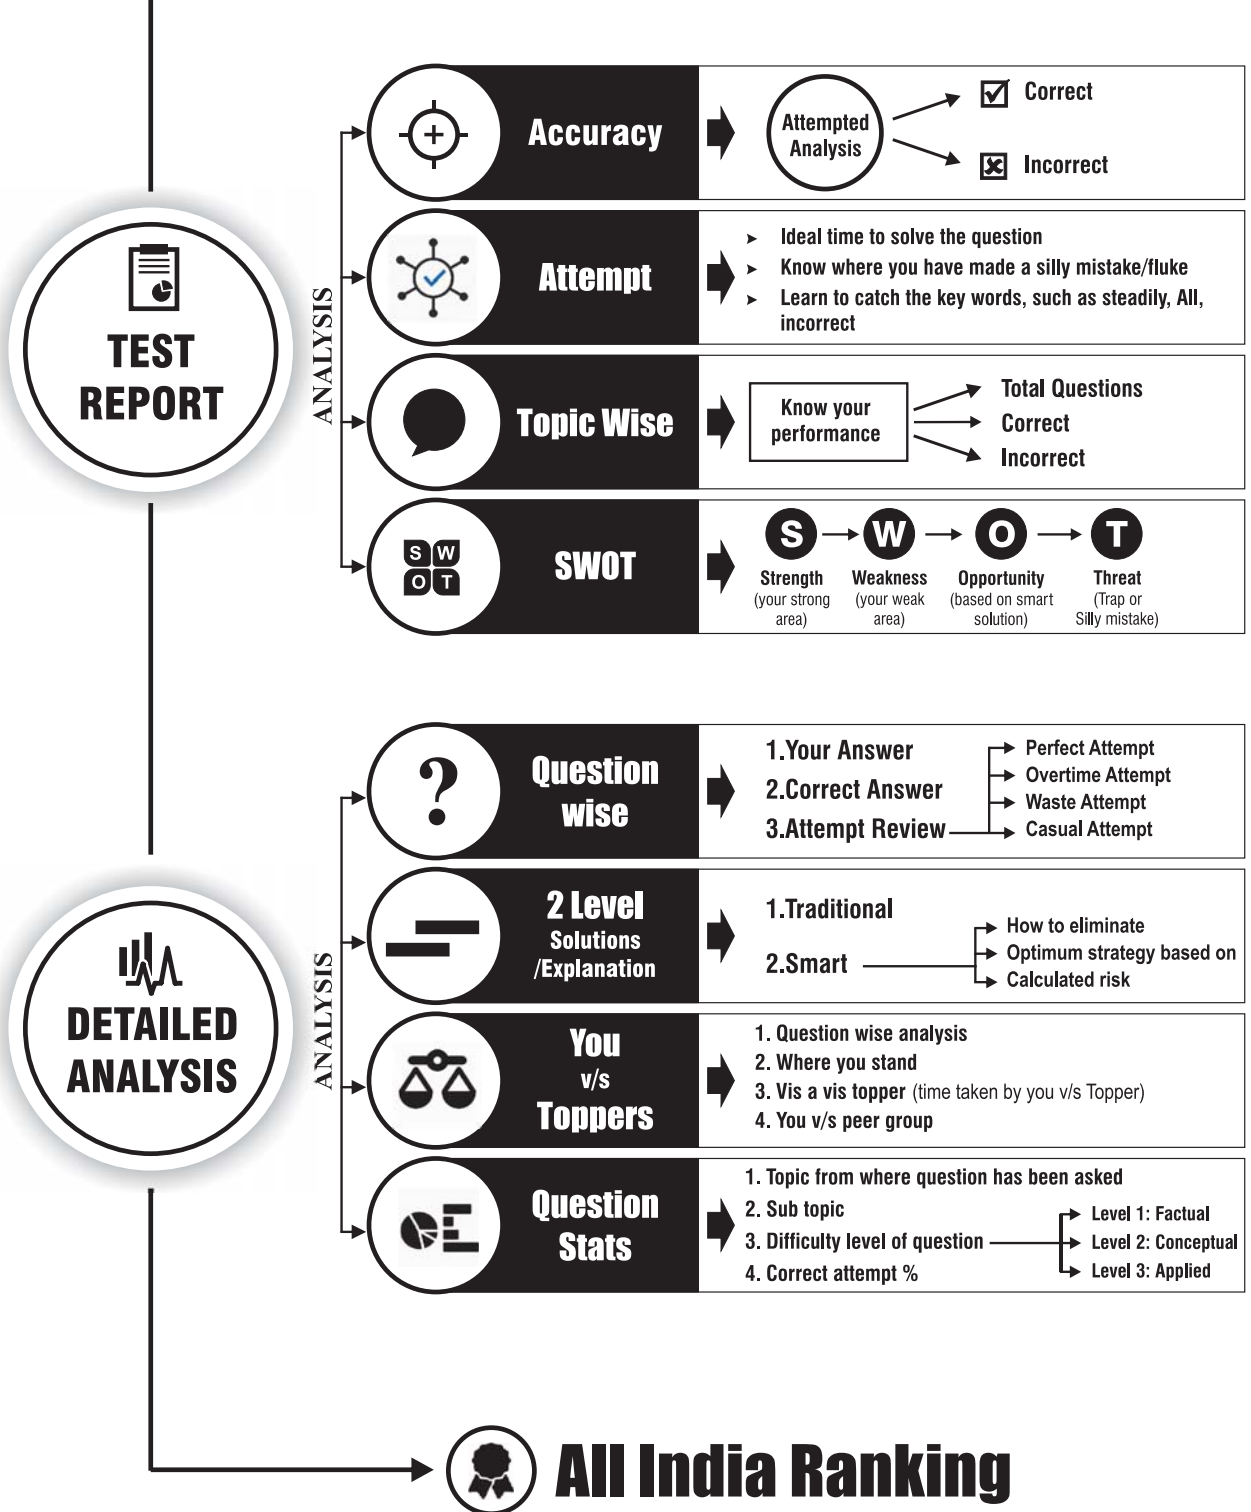 TEST
REPORT
ANALYSIS
Accuracy
Attempted
Analysis
Correct
Incorrect
Attempt
➤ Ideal time to solve the question
➤ Know where you have made a silly mistake/fluke
➤ Learn to catch the key words, such as steadily, All,
incorrect
Topic Wise
Know your
performance
Total Questions
Correct
Incorrect
S W
O T
SWOT
S W O T
Strength Weakness Opportunity Threat
(your strong (your weak (based on smart (Trap or
area) area) solution) Silly mistake)
DETAILED
ANALYSIS
ANALYSIS
?
Question
wise
1.Your Answer
2.Correct Answer
3.Attempt Review
Perfect Attempt
Overtime Attempt
Waste Attempt
Casual Attempt
2 Level
Solutions
/Explanation
1.Traditional
2.Smart
How to eliminate
Optimum strategy based on
Calculated risk
You
v/s
Toppers
1. Question wise analysis
2. Where you stand
3. Vis a vis topper (time taken by you v/s Topper)
4. You v/s peer group
Question
Stats
1. Topic from where question has been asked
2. Sub topic
3. Difficulty level of question
4. Correct attempt %
Level 1: Factual
Level 2: Conceptual
Level 3: Applied
All India Ranking